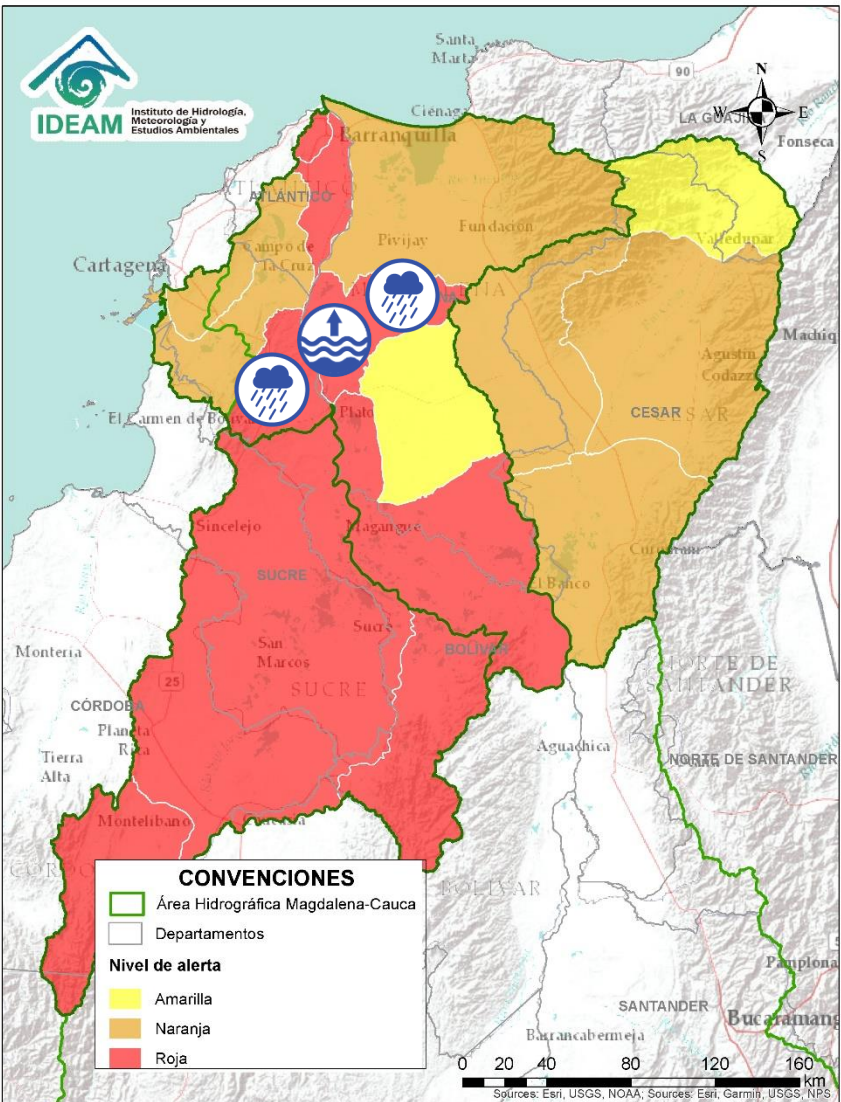 IDEAM
Instituto de Hidrología,
Meteorología y
Estudios Ambientales
Santa
Marta
90
N
W
E
S
LA GUAJI
Fonseca
Ciénaga
Barranquilla
ATLÁNTICO
Valledupar
Campo de
la Cruz
Pivijay
Fundación
Cartagena
Machiq
Agustín
Codazzi
CESAR
El Carmen de Bolívar
Plato
Sincelejo
Magangué
Curumaní
SUCRE
El Banco
Sucre
BOLÍVAR
Montería
San
Marcos
SUCRE
NORTE DE
SANTANDER
25
CÓRDOBA
Planeta
Rica
Aguachica
NORTE DE SANTANDER
Tierra
Alta
Montelíbano
BOLÍVAR
CONVENCIONES
Área Hidrográfica Magdalena-Cauca
Departamentos
Nivel de alerta
Amarilla
Naranja
Roja
Pamplona
SANTANDER
Bucaramang
Barrancabermeja
0 20 40 80 120 160
km
Sources: Esri, USGS, NOAA; Sources: Esri, Garmin, USGS, NPS